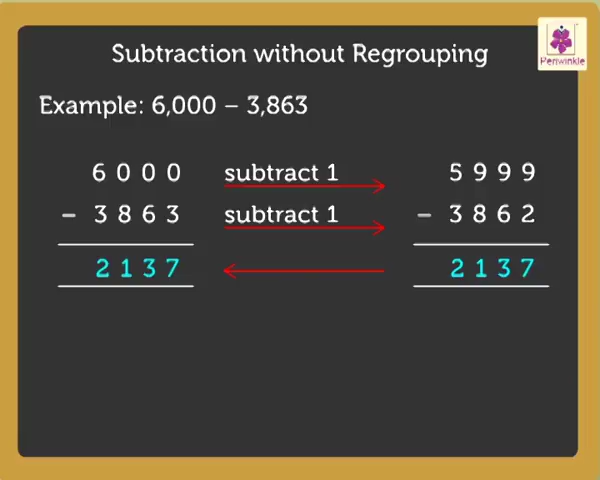 Subtraction without Regrouping
Periwinkle
Example: 6,000 – 3,863
6 0 0 0 subtract 1 5 9 9 9
– 3 8 6 3 subtract 1 – 3 8 6 2
2 1 3 7 2 1 3 7